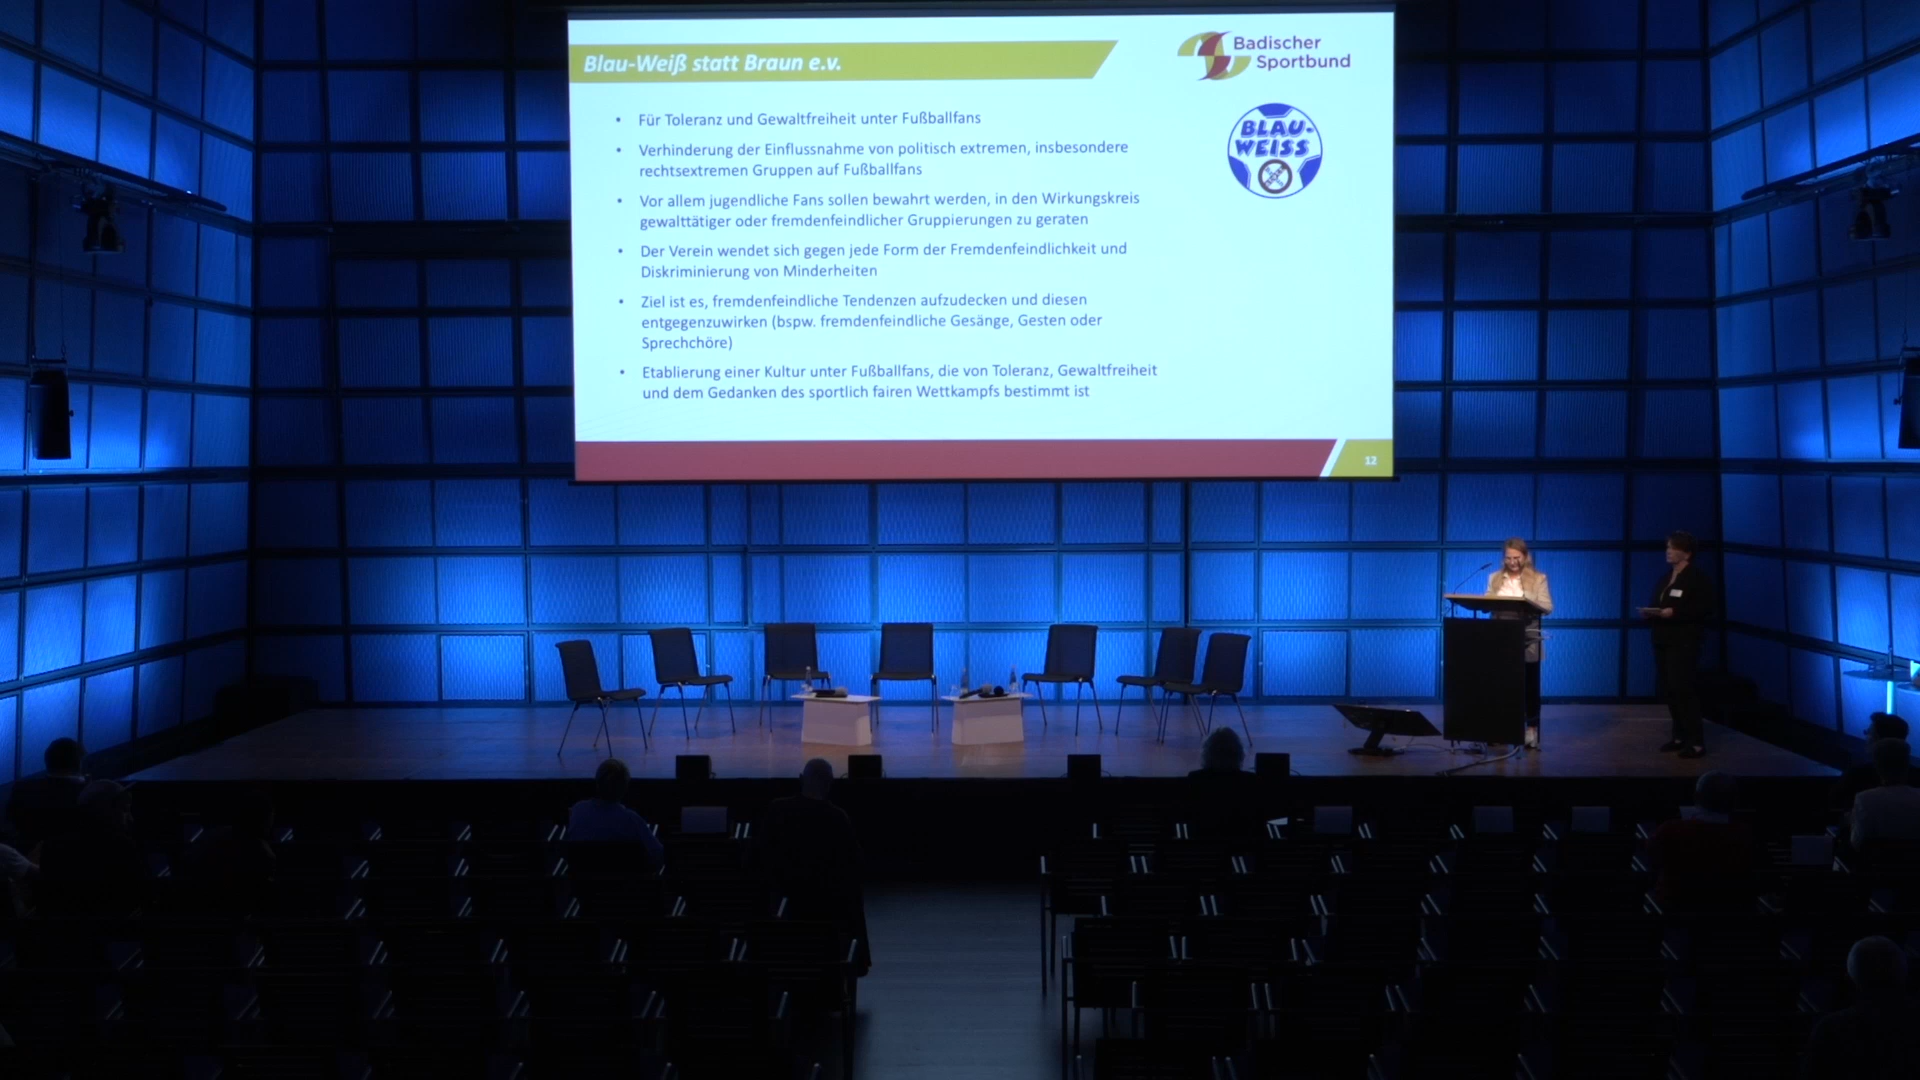 Blau-Weiß statt Braun e.v.
Badischer
Sportbund
BLAU-
WEISS
• Für Toleranz und Gewaltfreiheit unter Fußballfans
• Verhinderung der Einflussnahme von politisch extremen, insbesondere
rechtsextremen Gruppen auf Fußballfans
• Vor allem jugendliche Fans sollen bewahrt werden, in den Wirkungskreis
gewalttätiger oder fremdenfeindlicher Gruppierungen zu geraten
• Der Verein wendet sich gegen jede Form der Fremdenfeindlichkeit und
Diskriminierung von Minderheiten
• Ziel ist es, fremdenfeindliche Tendenzen aufzudecken und diesen
entgegenzuwirken (bspw. fremdenfeindliche Gesänge, Gesten oder
Sprechchöre)
• Etablierung einer Kultur unter Fußballfans, die von Toleranz, Gewaltfreiheit
und dem Gedanken des sportlich fairen Wettkampfs bestimmt ist
12